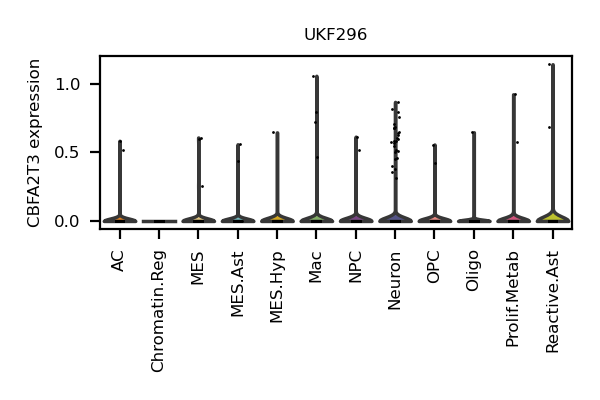 UKF296
CBFA2T3 expression
1.0
0.5
0.0
AC
Chromatin.Reg
MES
MES.Ast
MES.Hyp
Mac
NPC
Neuron
OPC
Oligo
Prolif.Metab
Reactive.Ast